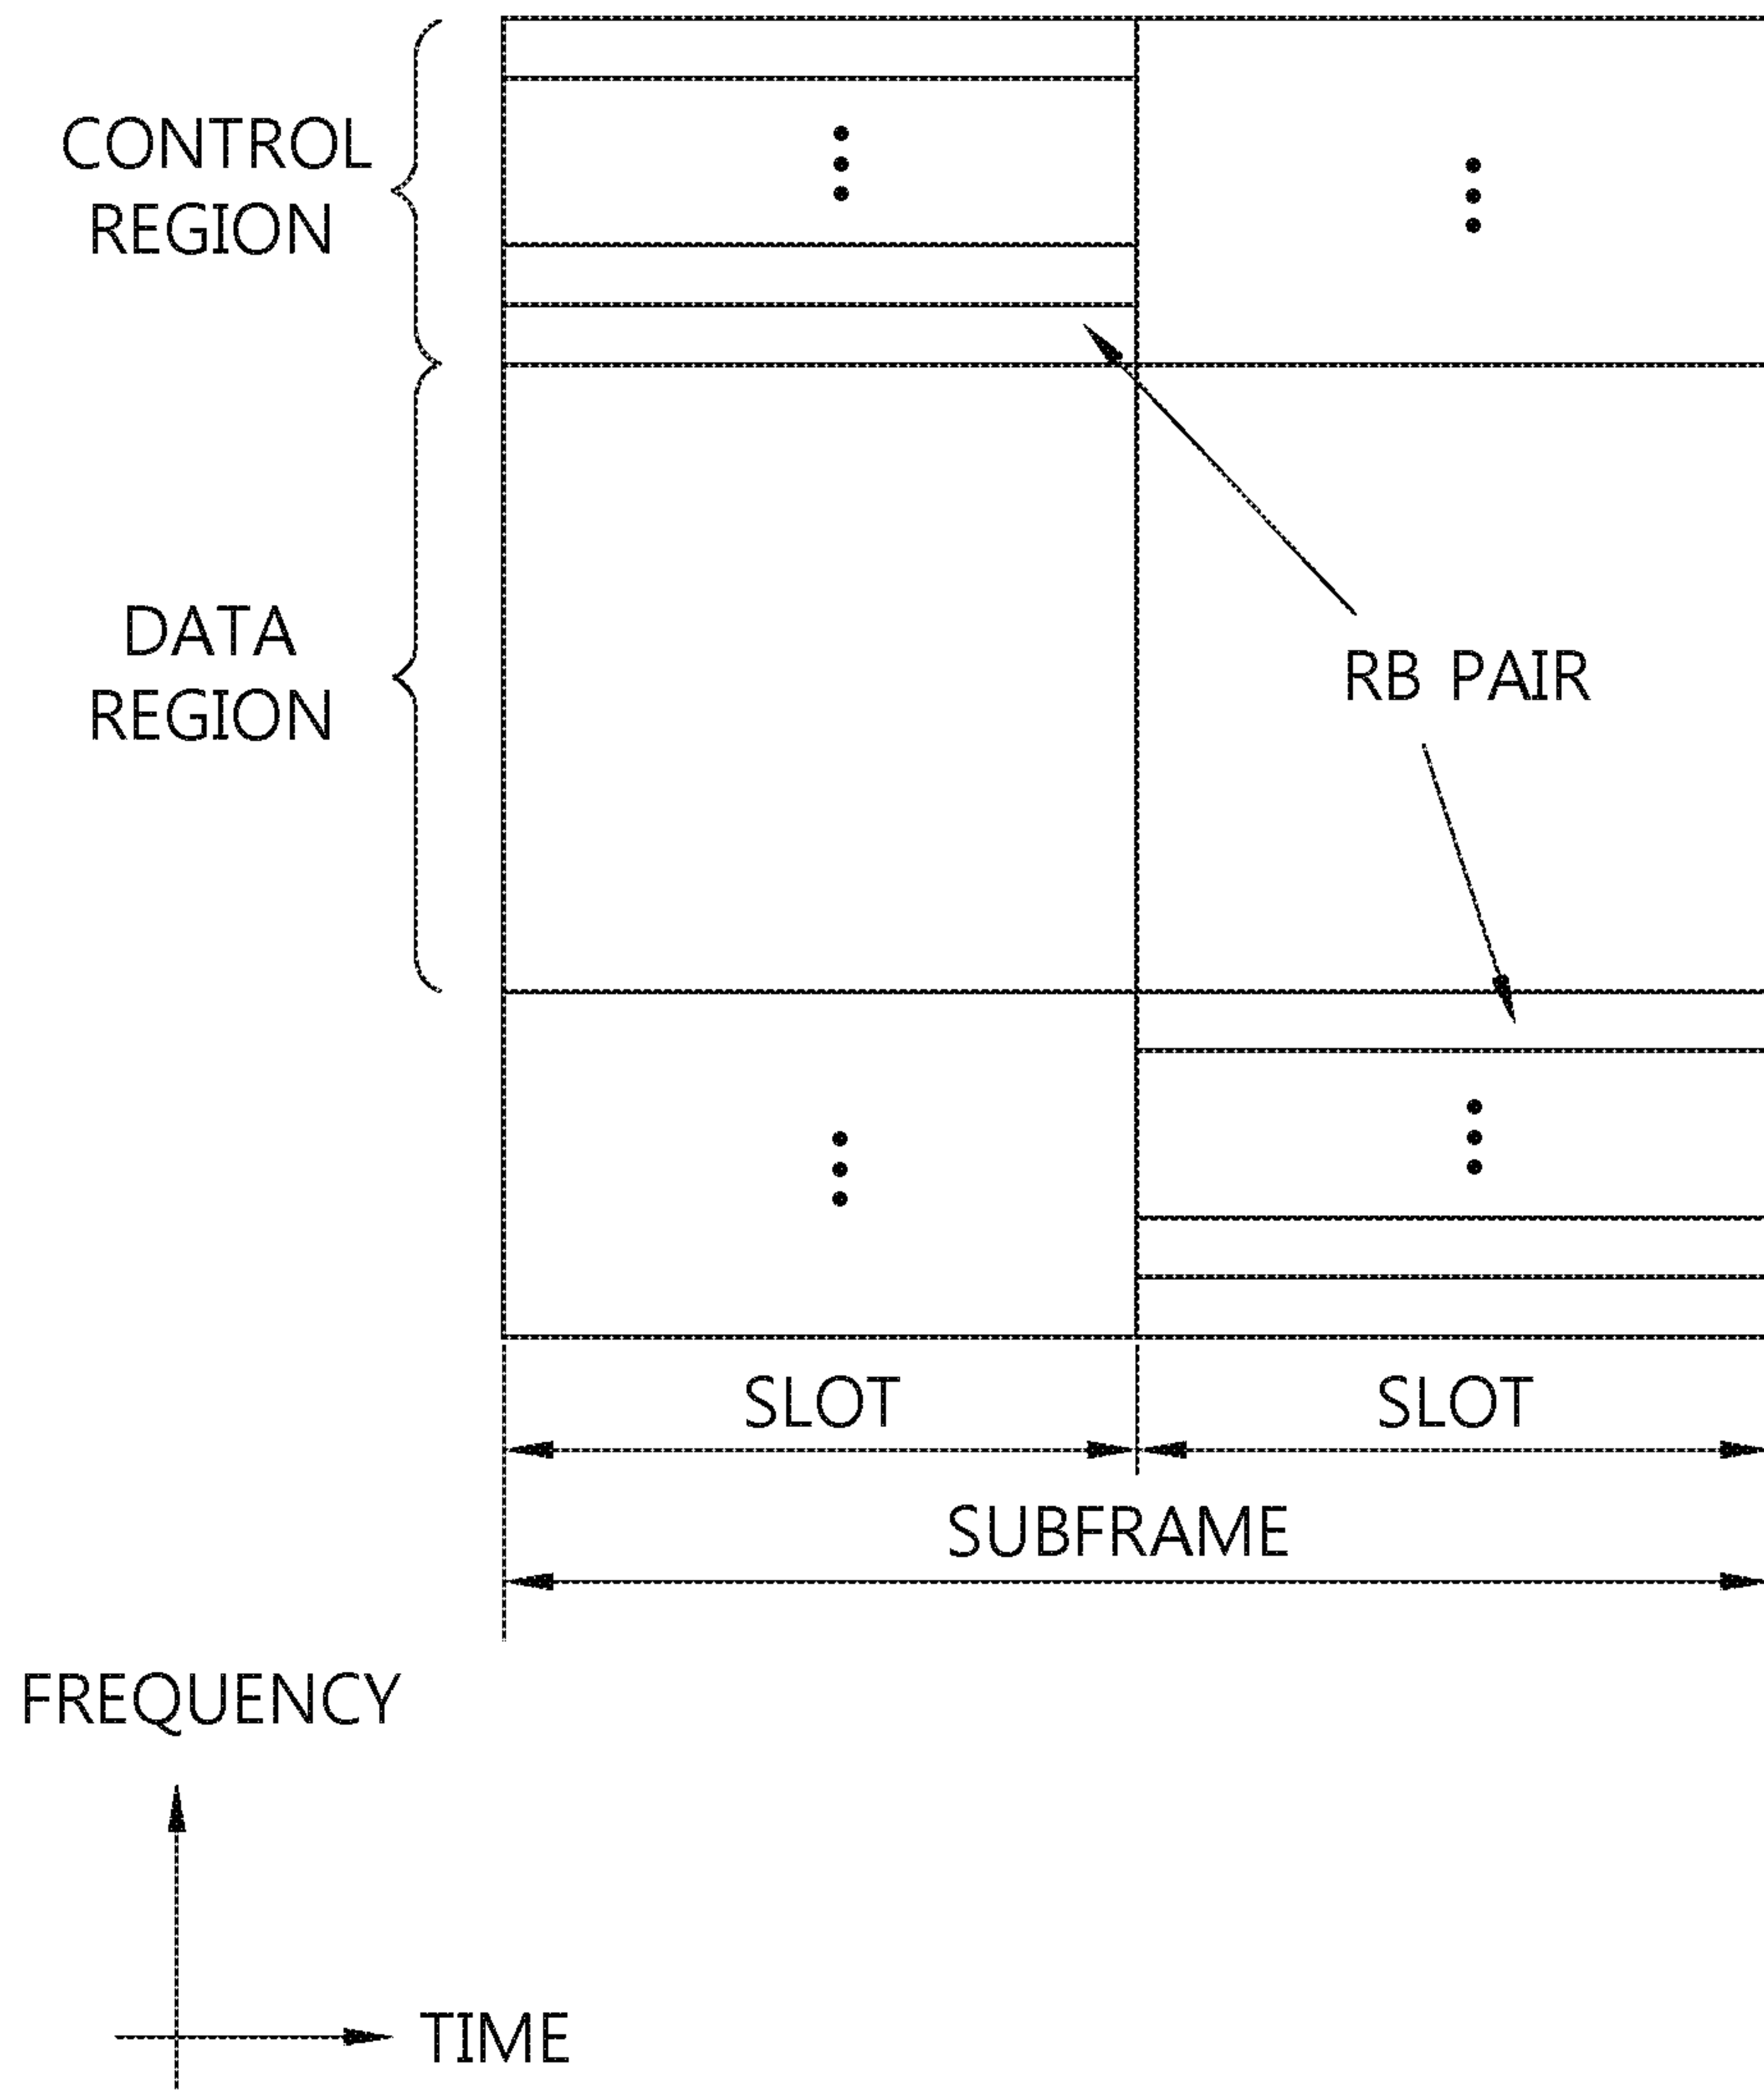 CONTROL
REGION
DATA
REGION
RB PAIR
SLOT
SLOT
SUBFRAME
FREQUENCY
TIME